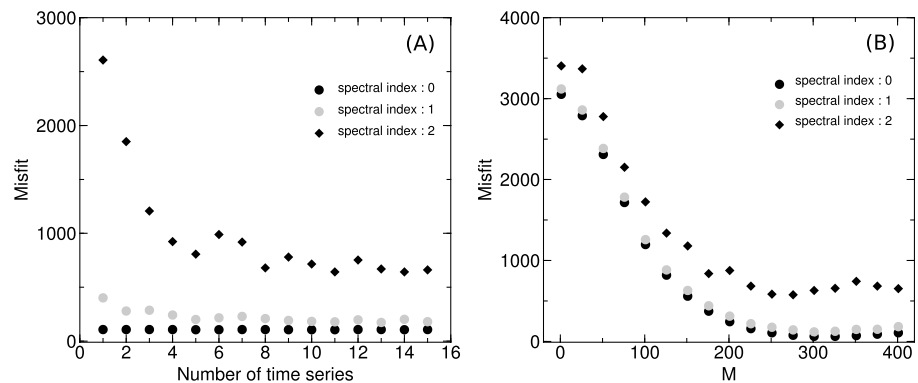 3000
2000
1000
0
Misfit
(A)
spectral index : 0
spectral index : 1
spectral index : 2
0 2 4 6 8 10 12 14 16
Number of time series
4000
3000
2000
1000
0
Misfit
(B)
spectral index : 0
spectral index : 1
spectral index : 2
0 100 200 300 400
M